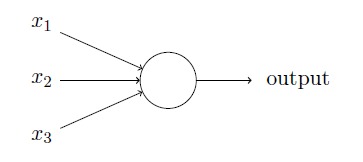 x₁
x₂ output
x₃